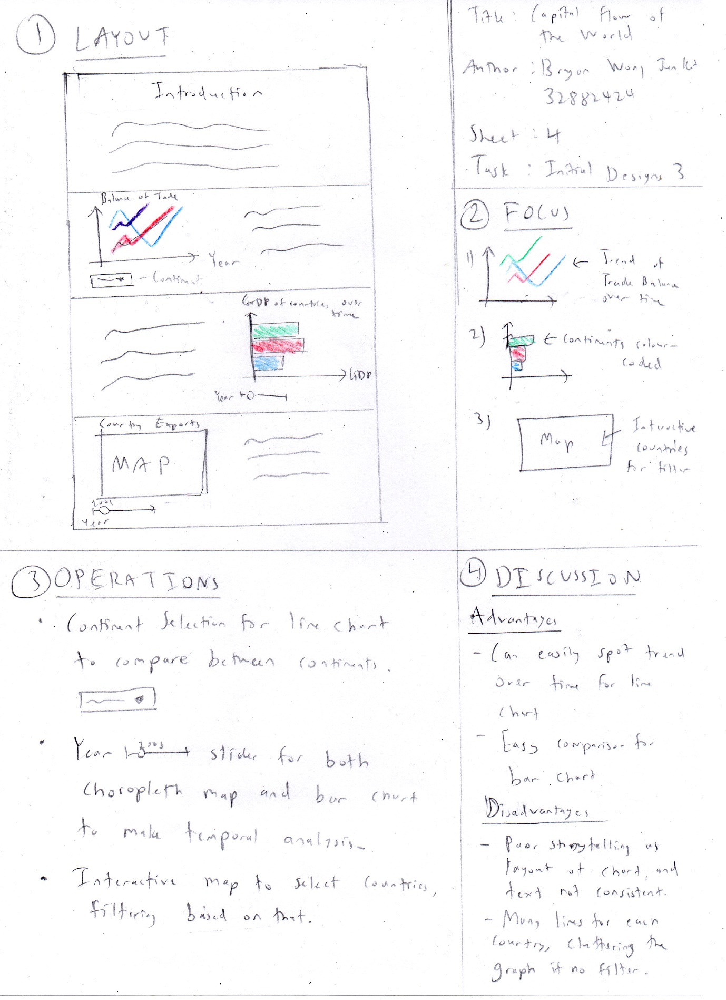 ① LAYOUT
Introduction
Balance of Trade
Year
- Continent
GDP of countries over
time
GDP
Year
Country Exports
MAP
2005
Year
Title : Capital Flow of
the World
Author : Bryan Wong Jun Kit
32882424
Sheet : 4
Task : Initial Designs 3
② FOCUS
1)
Trend of
Trade Balance
over time
2)
continents colour-
coded
3)
Map
Interactive
countries
for filter
③ OPERATIONS
• Continent Selection for line chart
to compare between continents.
• Year 2005 slider for both
choropleth map and bar chart
to make temporal analysis.
• Interactive map to select countries,
filtering based on that.
④ DISCUSSION
Advantages
- Can easily spot trend
over time for line
chart
- Easy comparison for
bar chart
Disadvantages
- Poor storytelling as
layout of chart and
text not consistent.
- Many lines for each
country, cluttering the
graph if no filter.